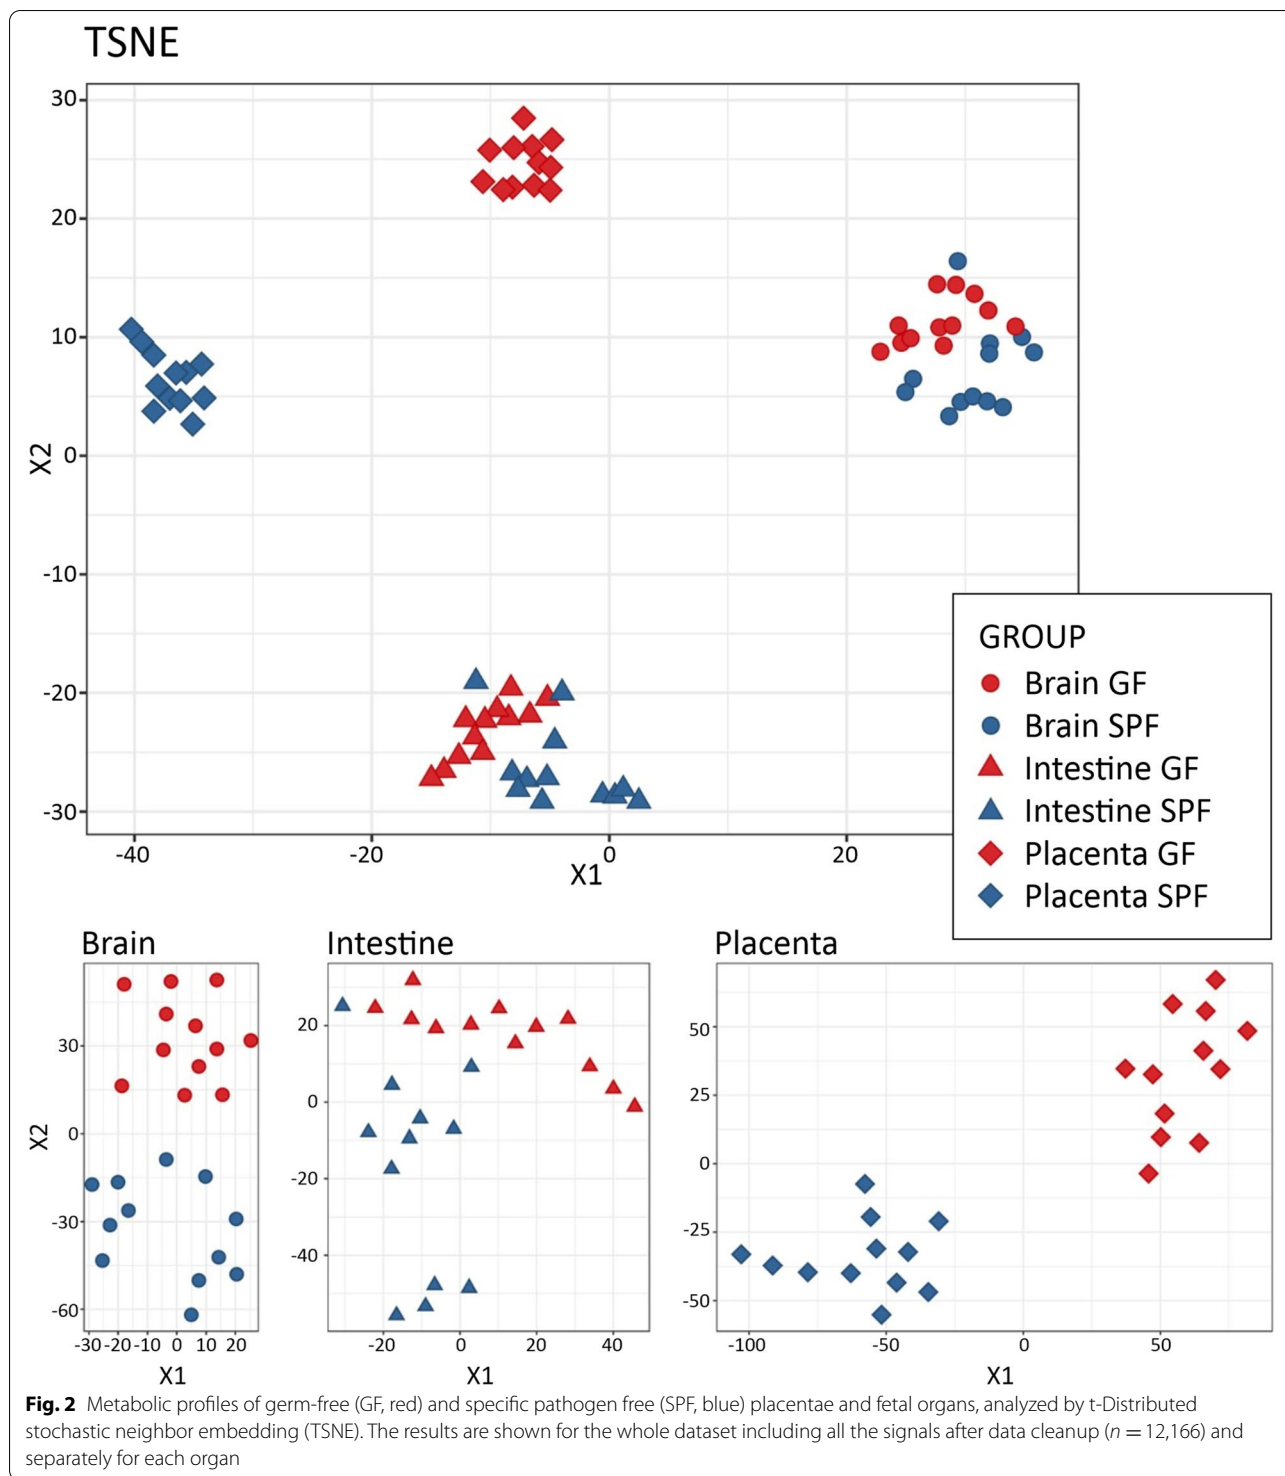 TSNE
30
20
10
0
-10
-20
-30
X2
-40
-20
0
20
X1
GROUP
Brain GF
Brain SPF
Intestine GF
Intestine SPF
Placenta GF
Placenta SPF
Brain
30
0
-30
-60
X2
-30 -20 -10 0 10 20
X1
Intestine
20
0
-20
-40
-20 0 20 40
X1
Placenta
50
25
0
-25
-50
-100 -50 0 50
X1
Fig. 2 Metabolic profiles of germ-free (GF, red) and specific pathogen free (SPF, blue) placentae and fetal organs, analyzed by t-Distributed
stochastic neighbor embedding (TSNE). The results are shown for the whole dataset including all the signals after data cleanup (n = 12,166) and
separately for each organ